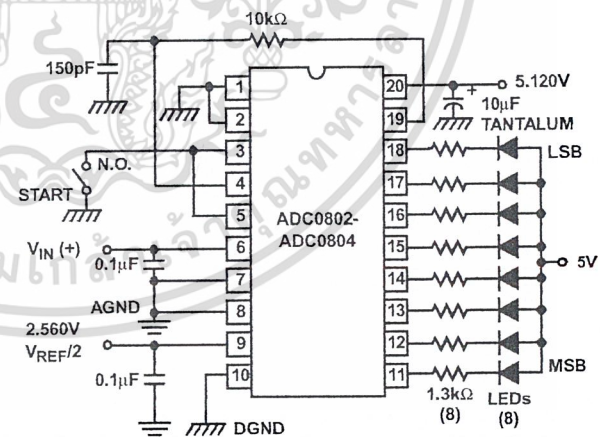 10kΩ
150pF
1
20
5.120V
+
10µF
TANTALUM
2
19
3
18
LSB
N.O.
START
4
17
5
16
ADC0802-
ADC0804
VIN (+)
6
15
5V
0.1µF
7
14
AGND
8
13
2.560V
VREF/2
9
12
MSB
0.1µF
10
11
1.3kΩ
(8)
LEDs
(8)
DGND